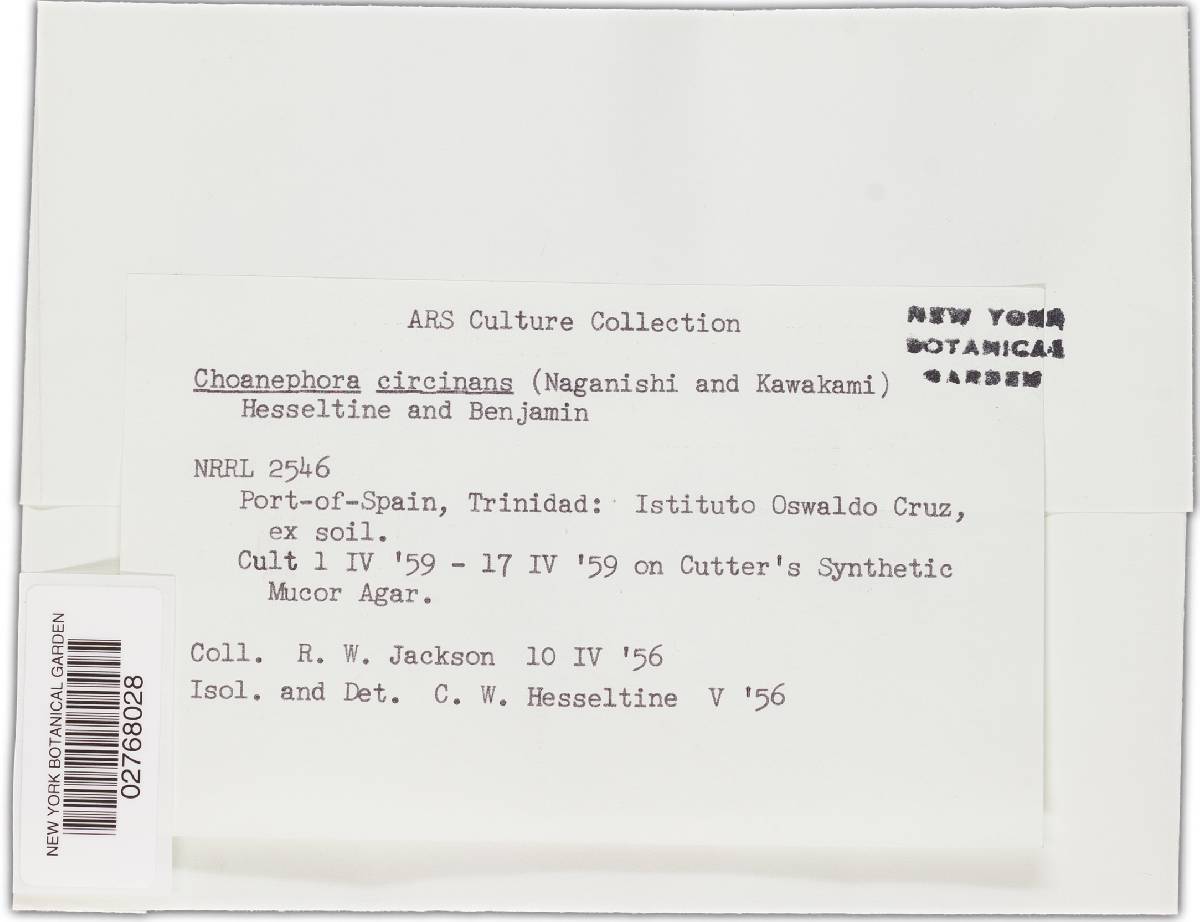 ARS Culture Collection
NEW YORK
BOTANICAL
GARDEN
Choanephora circinans (Naganishi and Kawakami)
Hesseltine and Benjamin
NRRL 2546
Port-of-Spain, Trinidad: Istituto Oswaldo Cruz,
ex soil.
Cult 1 IV '59 - 17 IV '59 on Cutter's Synthetic
Mucor Agar.
Coll. R. W. Jackson 10 IV '56
Isol. and Det. C. W. Hesseltine V '56
NEW YORK BOTANICAL GARDEN
02768028